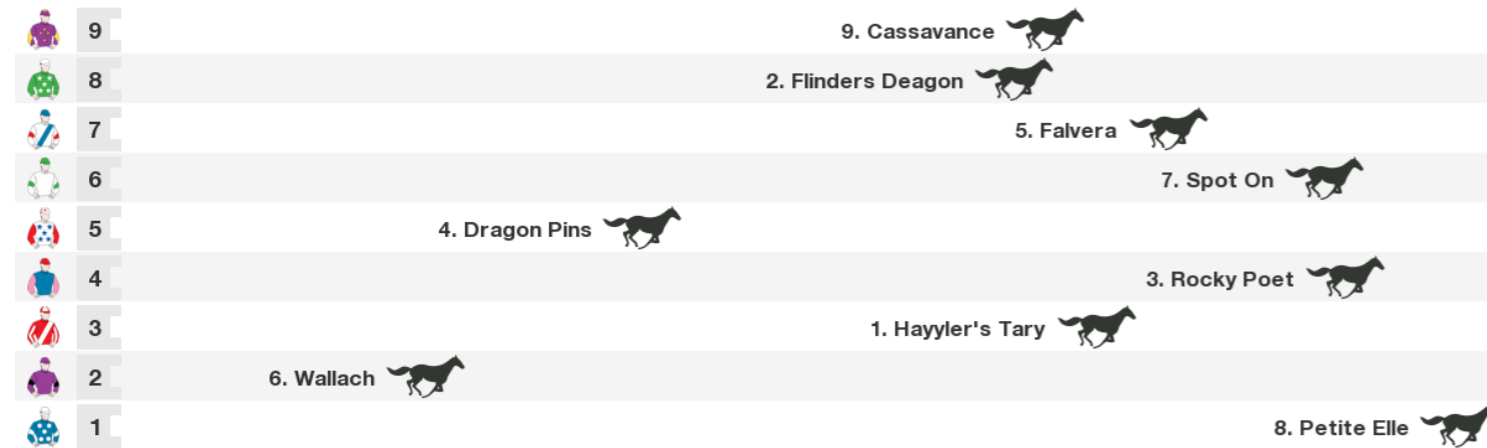 9 9. Cassavance
8 2. Flinders Deagon
7 5. Falvera
6 7. Spot On
5 4. Dragon Pins
4 3. Rocky Poet
3 1. Hayyler's Tary
2 6. Wallach
1 8. Petite Elle